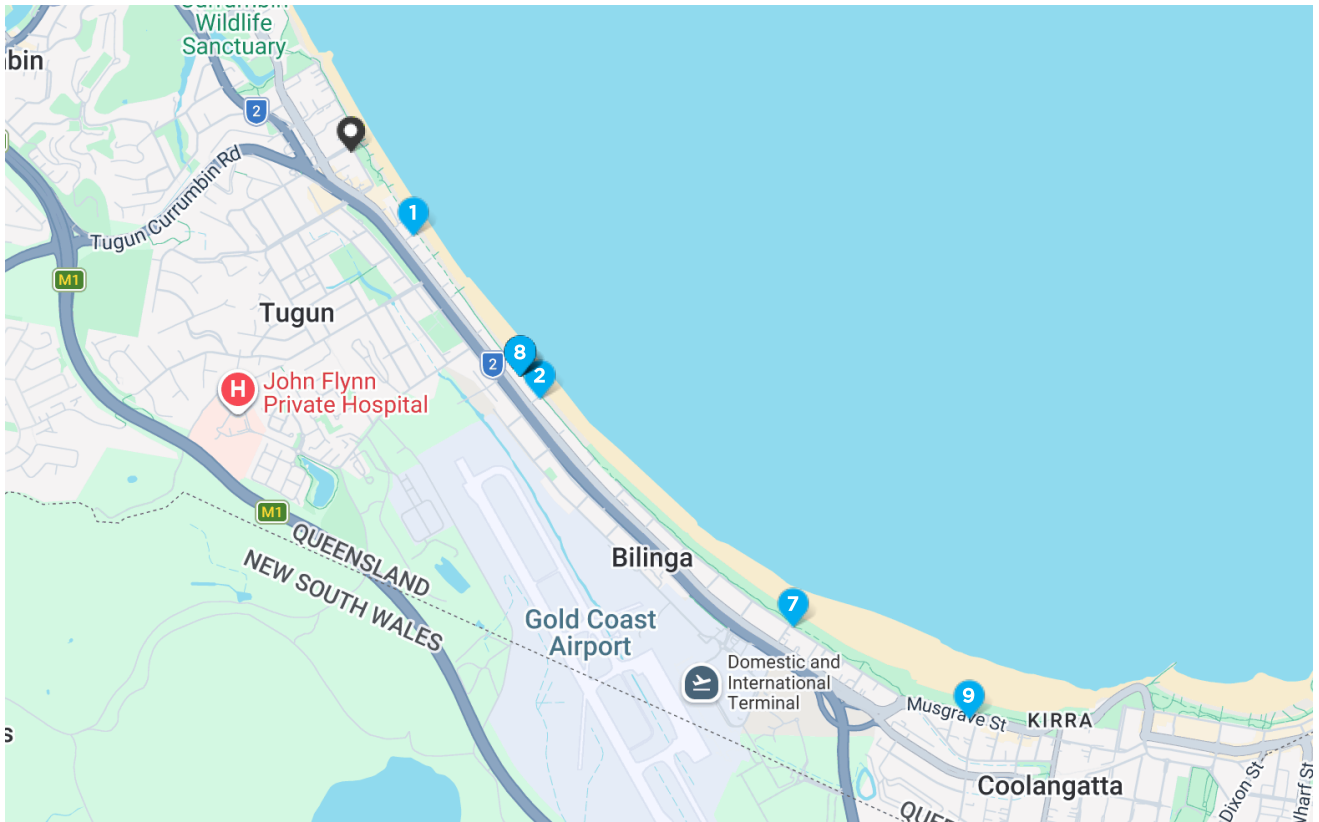 Wildlife
Sanctuary
bin
2
Tugun Currumbin Rd
1
M1
Tugun
8
2
2
H
John Flynn
Private Hospital
M1
QUEENSLAND
NEW SOUTH WALES
Bilinga
7
Gold Coast
Airport
Domestic and
International
Terminal
9
Musgrave St
KIRRA
s
Coolangatta
Dixon St
Wharf St
QUEE